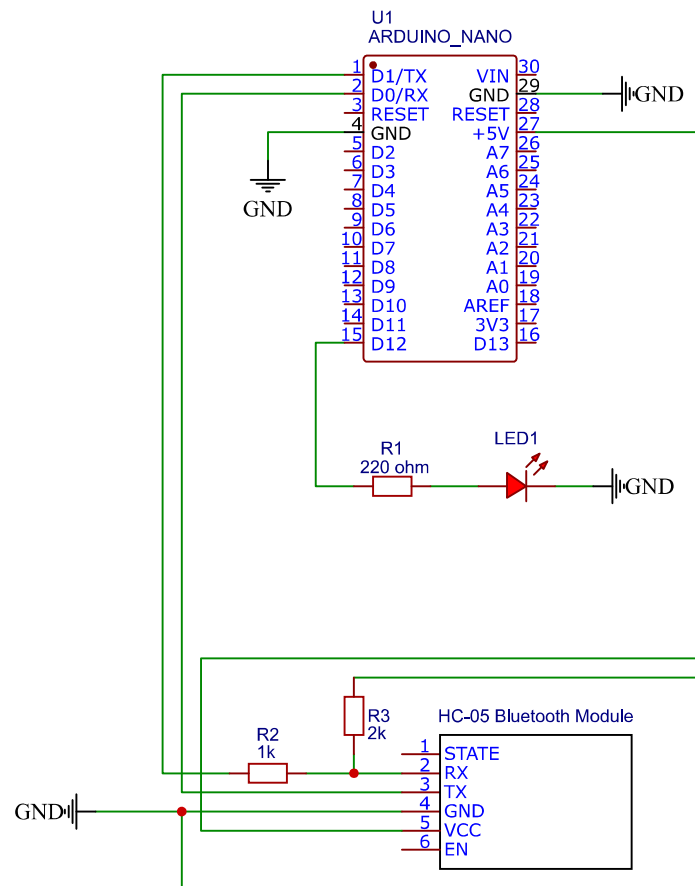 U1
ARDUINO_NANO
1 D1/TX VIN 30
2 D0/RX GND 29 GND
3 RESET RESET 28
4 GND +5V 27
5 D2 A7 26
6 D3 A6 25
7 D4 A5 24
GND
8 D5 A4 23
9 D6 A3 22
10 D7 A2 21
11 D8 A1 20
12 D9 A0 19
13 D10 AREF 18
14 D11 3V3 17
15 D12 D13 16
R1
220 ohm
LED1
GND
R3
2k
HC-05 Bluetooth Module
R2
1k
1 STATE
2 RX
3 TX
GND
4 GND
5 VCC
6 EN